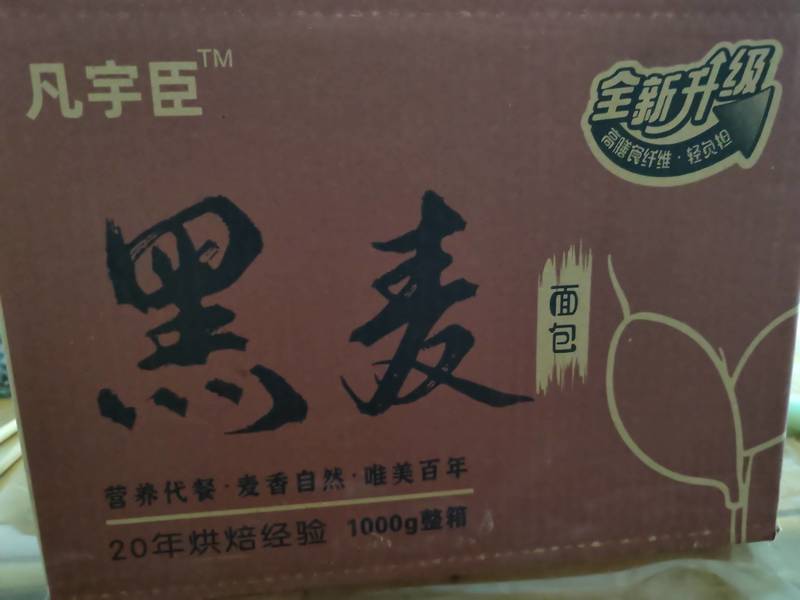 凡宇臣™
全新升级
高膳食纤维·轻负担
黑麦
面包
营养代餐·麦香自然·唯美百年
20年烘焙经验 1000g整箱